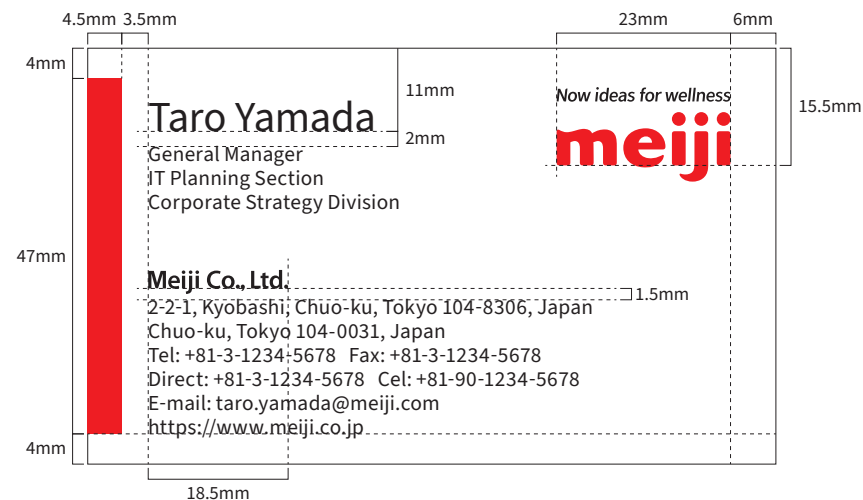 4.5mm 3.5mm 23mm 6mm
4mm
11mm
Now ideas for wellness
15.5mm
Taro Yamada
meiji
2mm
General Manager
IT Planning Section
Corporate Strategy Division
47mm
Meiji Co., Ltd.
1.5mm
2-2-1, Kyobashi, Chuo-ku, Tokyo 104-8306, Japan
Chuo-ku, Tokyo 104-0031, Japan
Tel: +81-3-1234-5678 Fax: +81-3-1234-5678
Direct: +81-3-1234-5678 Cel: +81-90-1234-5678
E-mail: taro.yamada@meiji.com
https://www.meiji.co.jp
4mm
18.5mm